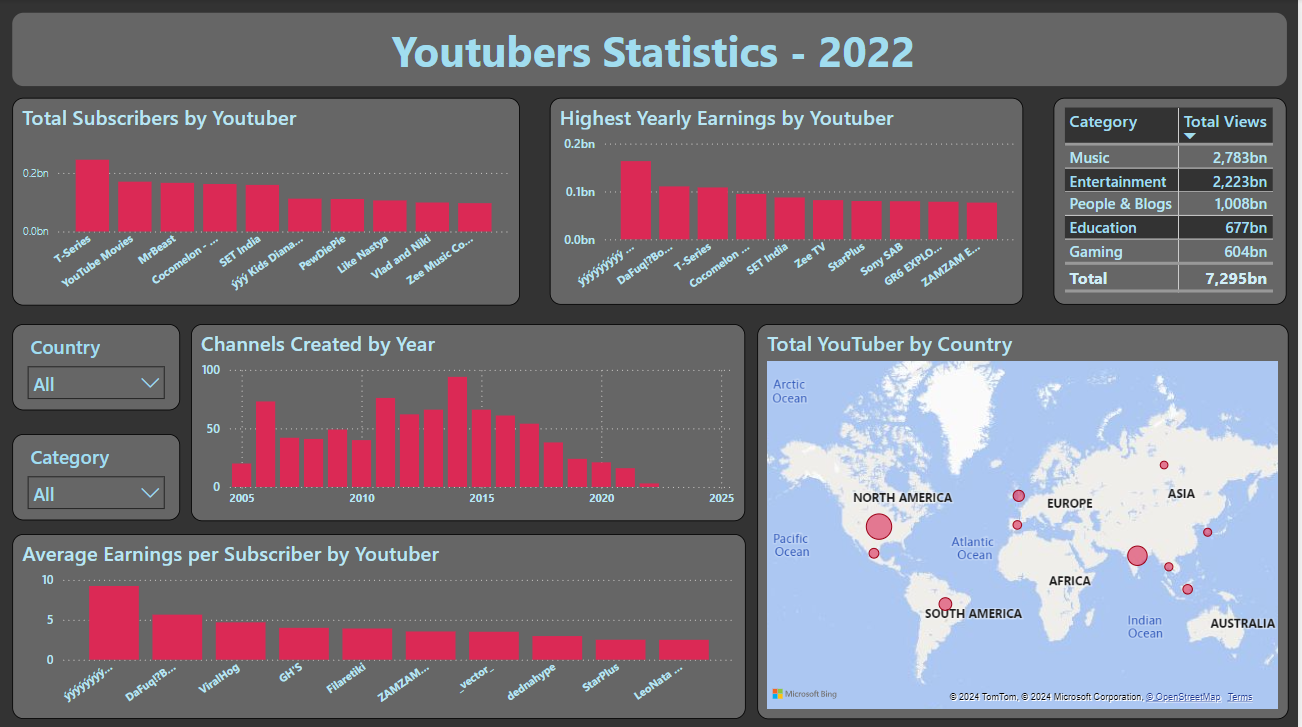 Youtubers Statistics - 2022
Total Subscribers by Youtuber
0.2bn
0.0bn
T-Series
YouTube Movies
MrBeast
Cocomelon - ...
SET India
ýýý Kids Diana...
PewDiePie
Like Nastya
Vlad and Niki
Zee Music Co...
Highest Yearly Earnings by Youtuber
0.2bn
0.1bn
0.0bn
ýýýýýýýýý ...
DaFuq!?Bo...
T-Series
Cocomelon ...
SET India
Zee TV
StarPlus
Sony SAB
GR6 EXPLO...
ZAMZAM E...
Category Total Views
Music 2,783bn
Entertainment 2,223bn
People & Blogs 1,008bn
Education 677bn
Gaming 604bn
Total 7,295bn
Country
All
Category
All
Channels Created by Year
100
50
0
2005 2010 2015 2020 2025
Total YouTuber by Country
Arctic
Ocean
NORTH AMERICA
EUROPE
ASIA
Pacific
Ocean
Atlantic
Ocean
AFRICA
SOUTH AMERICA
Indian
Ocean
AUSTRALIA
Microsoft Bing
© 2024 TomTom, © 2024 Microsoft Corporation, © OpenStreetMap Terms
Average Earnings per Subscriber by Youtuber
10
5
0
ýýýýýýýý...
DaFuq!?B...
ViralHog
GH'S
Filaretiki
ZAMZAM...
_vector_
dednahype
StarPlus
LeoNata ...